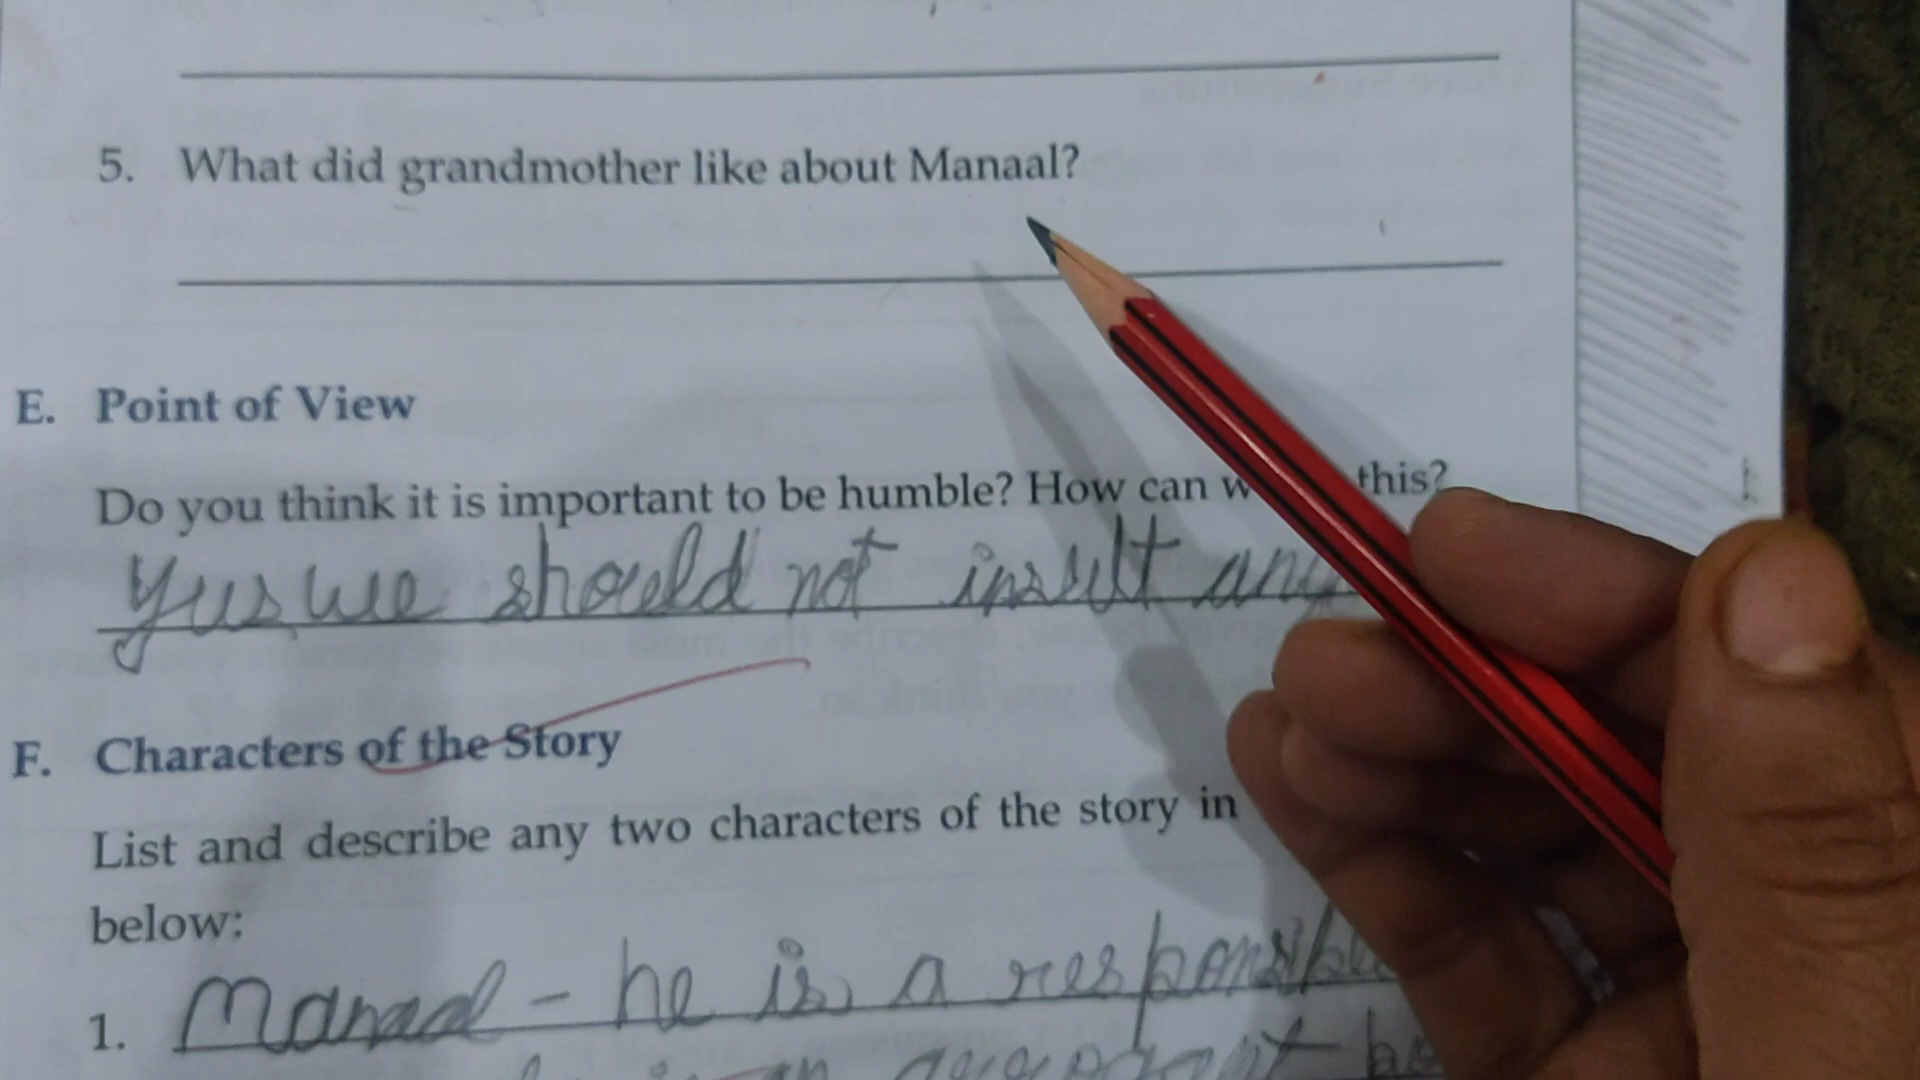 5. What did grandmother like about Manaal?
E. Point of View
Do you think it is important to be humble? How can w this?
Yus we should not insult any
F. Characters of the Story
List and describe any two characters of the story in
below:
1. Manaal - he is a responsible